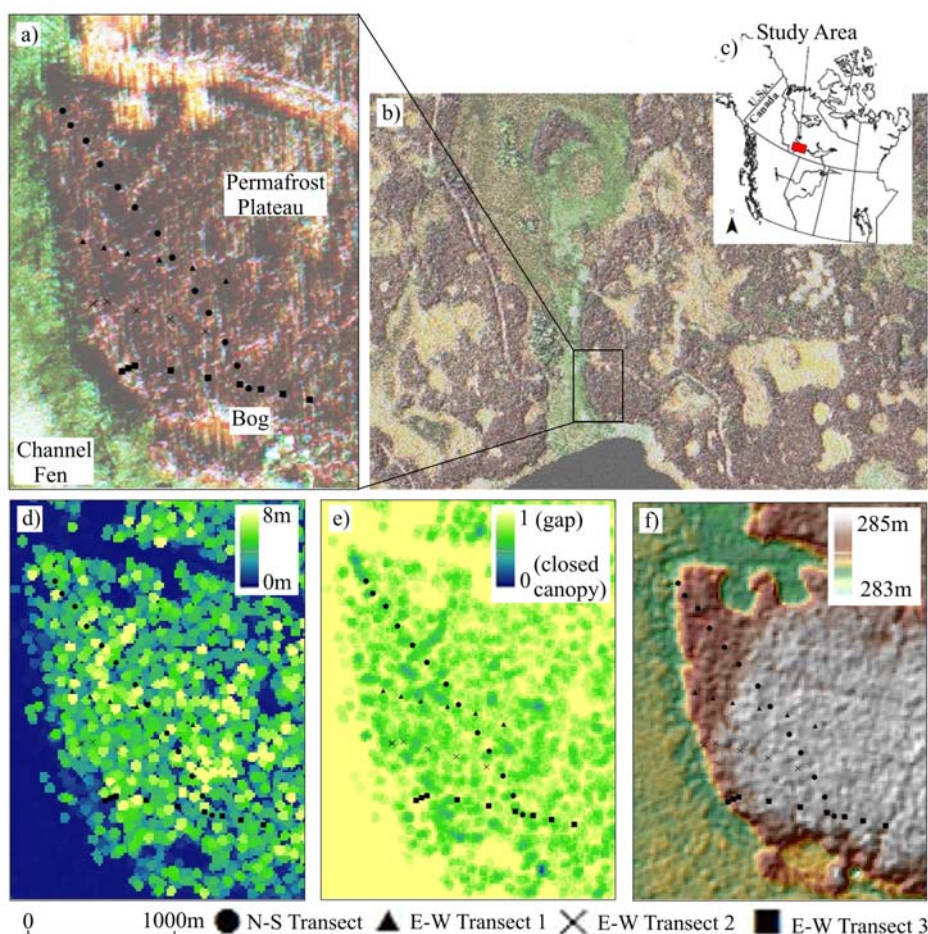 a)
Permafrost
Plateau
Bog
Channel
Fen
b)
c)
Study Area
U.S.A.
Canada
N
d)
8m
0m
e)
1 (gap)
(closed
0 canopy)
f)
285m
283m
0 1000m N-S Transect E-W Transect 1 E-W Transect 2 E-W Transect 3